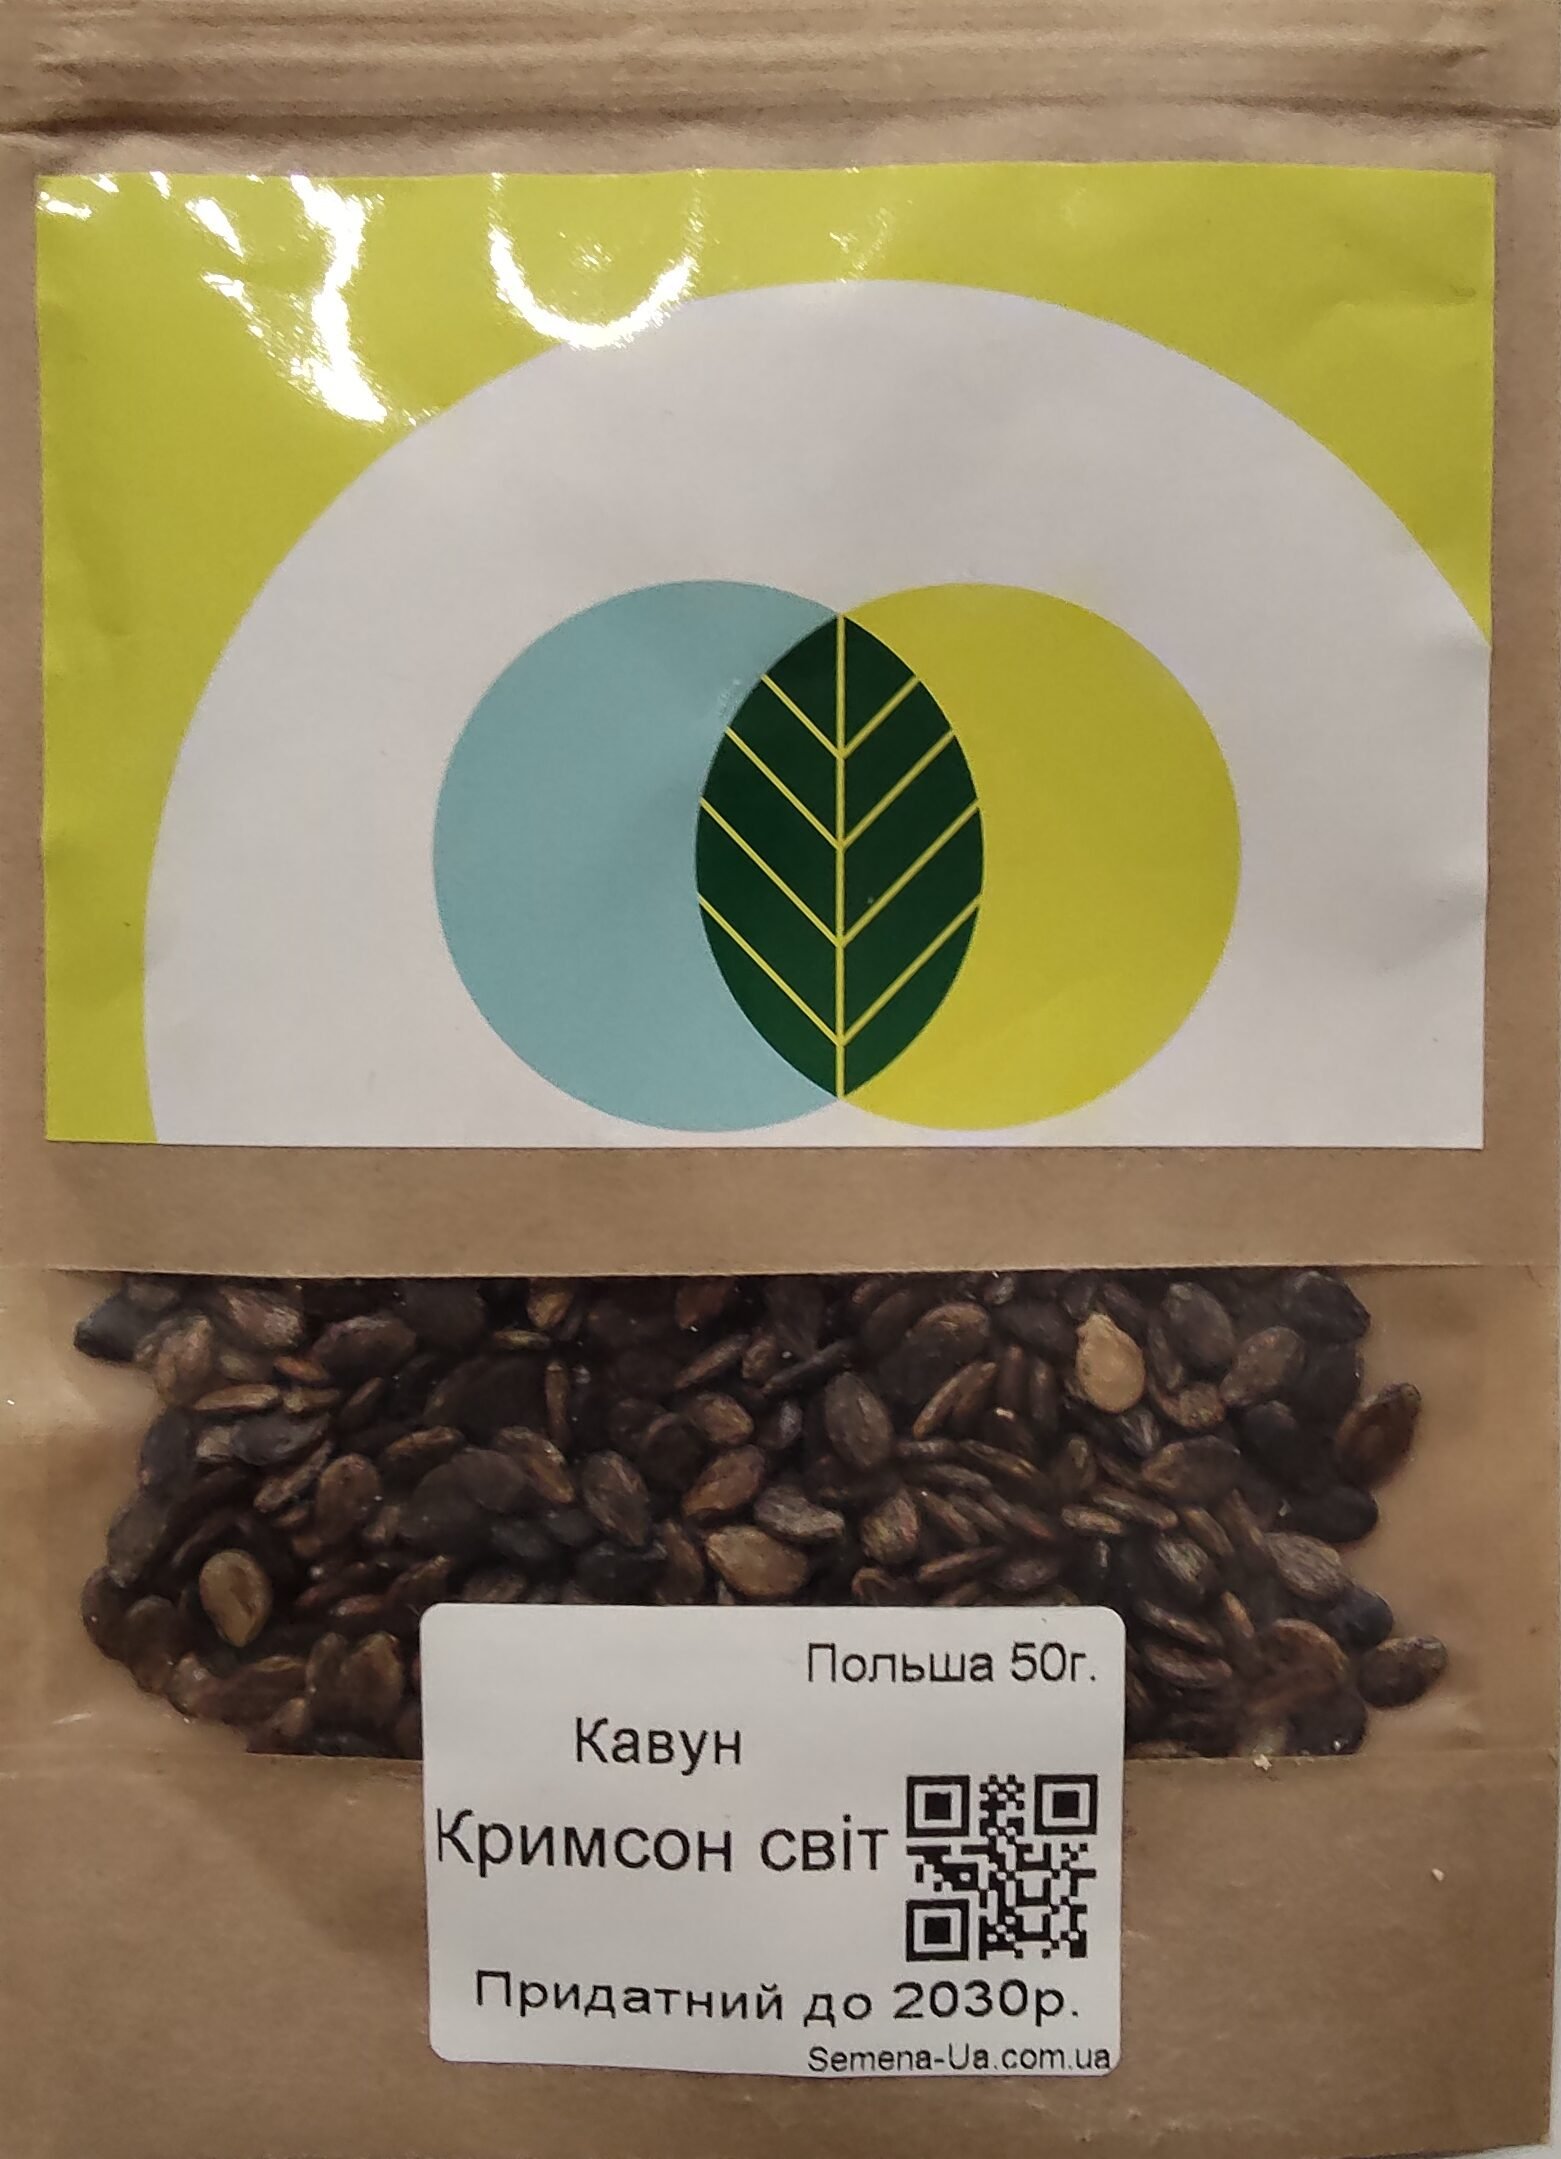 Польша 50г.
Кавун
Кримсон світ
Придатний до 2030р.
Semena-Ua.com.ua